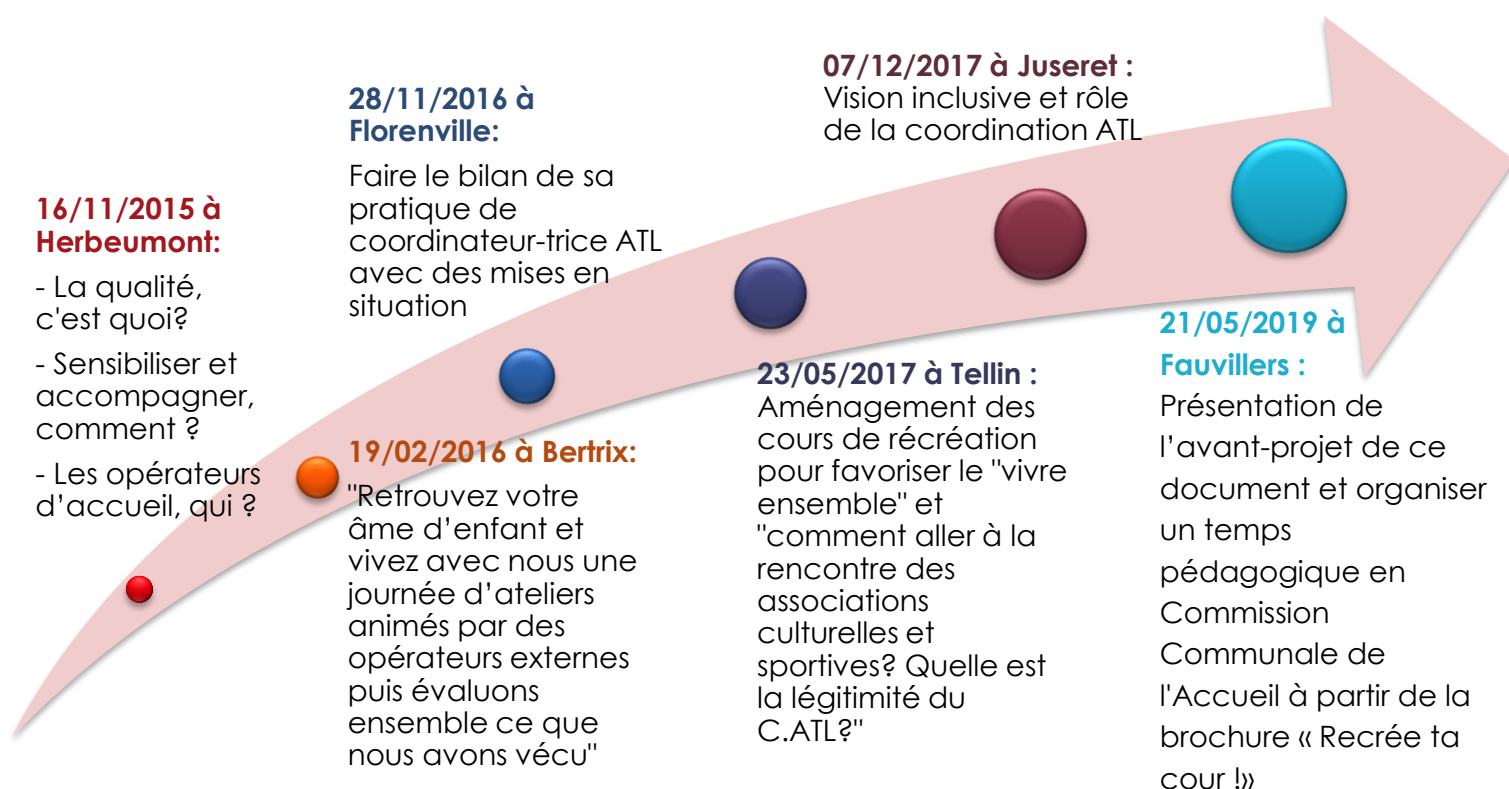 16/11/2015 à
Herbeumont:
- La qualité,
c'est quoi?
- Sensibiliser et
accompagner,
comment ?
- Les opérateurs
d’accueil, qui ?
19/02/2016 à Bertrix:
"Retrouvez votre
âme d’enfant et
vivez avec nous une
journée d’ateliers
animés par des
opérateurs externes
puis évaluons
ensemble ce que
nous avons vécu"
28/11/2016 à
Florenville:
Faire le bilan de sa
pratique de
coordinateur-trice ATL
avec des mises en
situation
23/05/2017 à Tellin :
Aménagement des
cours de récréation
pour favoriser le "vivre
ensemble" et
"comment aller à la
rencontre des
associations
culturelles et
sportives? Quelle est
la légitimité du
C.ATL?"
07/12/2017 à Juseret :
Vision inclusive et rôle
de la coordination ATL
21/05/2019 à
Fauvillers :
Présentation de
l’avant-projet de ce
document et organiser
un temps
pédagogique en
Commission
Communale de
l'Accueil à partir de la
brochure « Recrée ta
cour !»